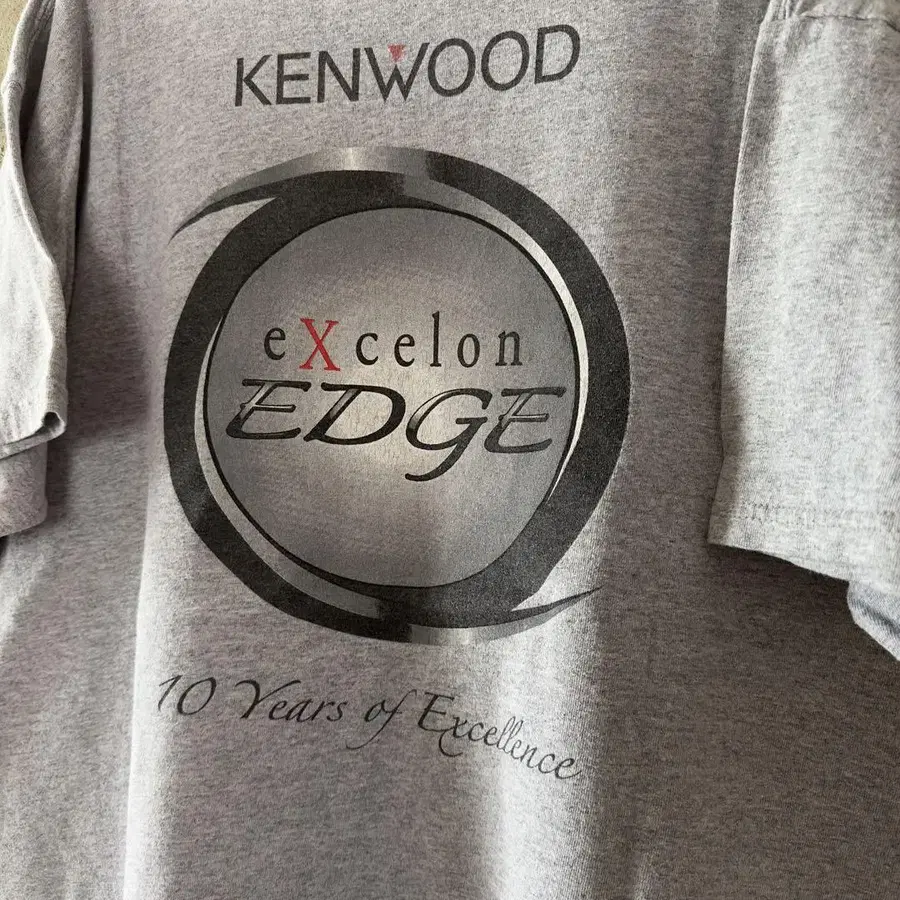 KENWOOD
eXcelon
EDGE
10 Years of Excellence